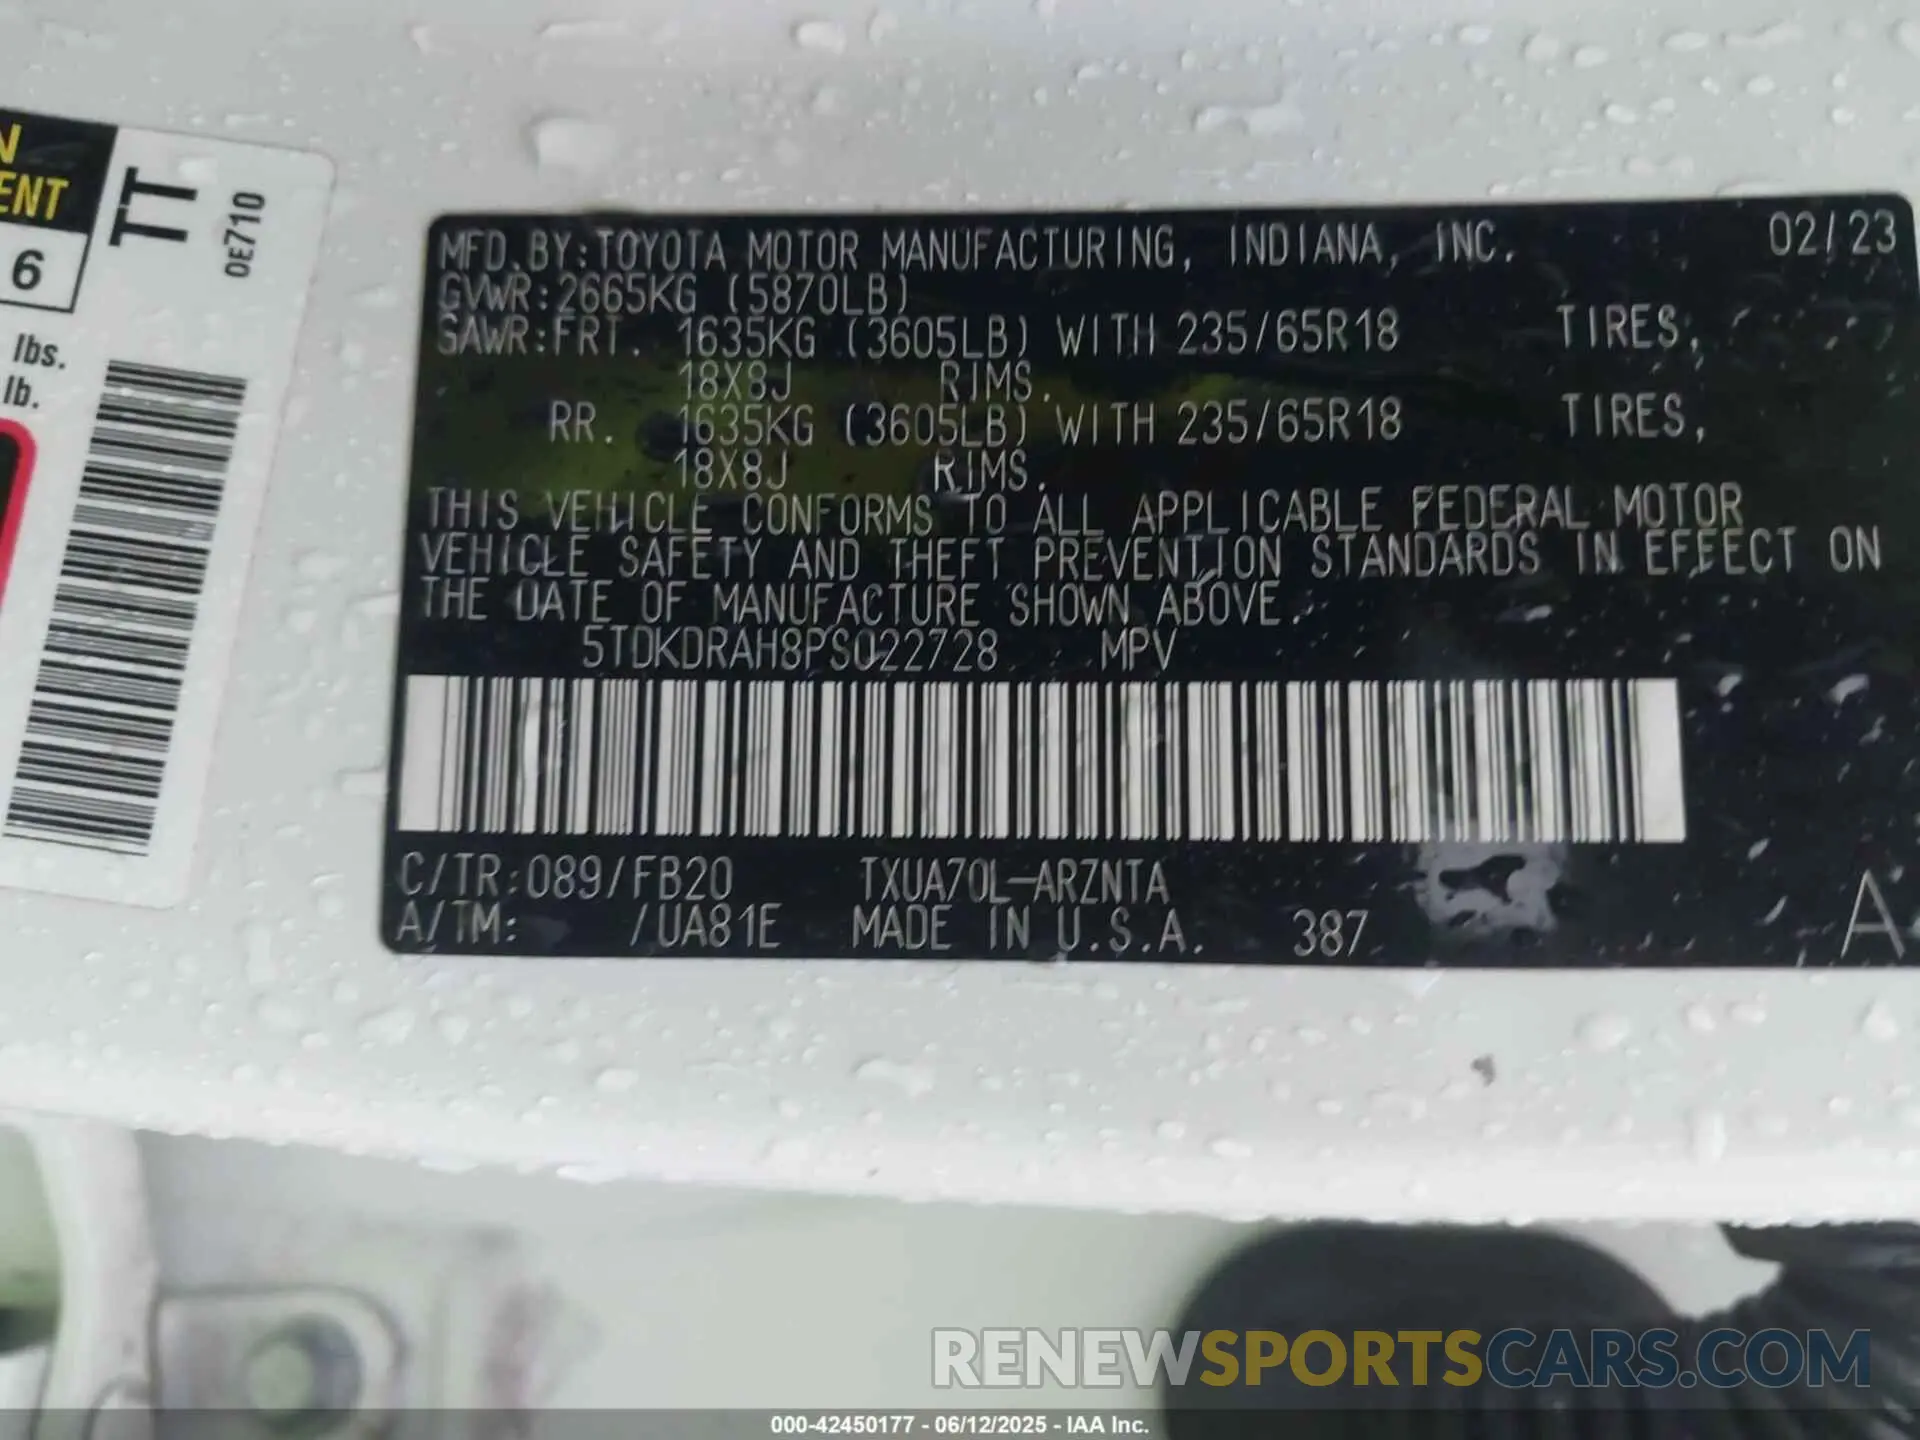 N
ENT
TT
0E710
6
lbs.
lb.
MFD.BY:TOYOTA MOTOR MANUFACTURING, INDIANA, INC. 02/23
GVWR:2665KG (5870LB)
GAWR:FRT. 1635KG (3605LB) WITH 235/65R18 TIRES,
18X8J RIMS.
RR. 1635KG (3605LB) WITH 235/65R18 TIRES,
18X8J RIMS.
THIS VEHICLE CONFORMS TO ALL APPLICABLE FEDERAL MOTOR
VEHICLE SAFETY AND THEFT PREVENTION STANDARDS IN EFFECT ON
THE DATE OF MANUFACTURE SHOWN ABOVE.
5TDKDRAH8PS022728 MPV
C/TR:089/FB20 TXUA70L-ARZNTA
A/TM: /UA81E MADE IN U.S.A. 387 A
RENEWSPORTSCARS.COM
000-42450177 - 06/12/2025 - IAA Inc.